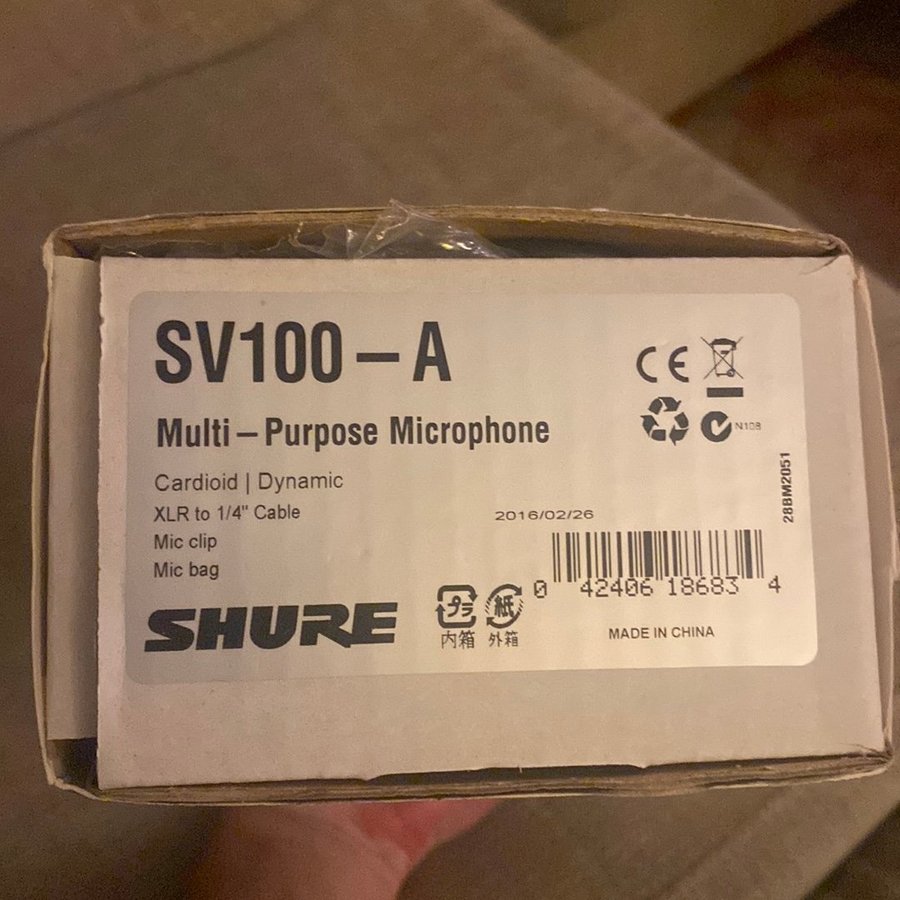 SV100 – A
Multi – Purpose Microphone
Cardioid | Dynamic
XLR to 1/4" Cable
Mic clip
Mic bag
SHURE
CE
N108
28BM2051
2016/02/26
0 42406 18683 4
MADE IN CHINA
プラ 紙
内箱 外箱